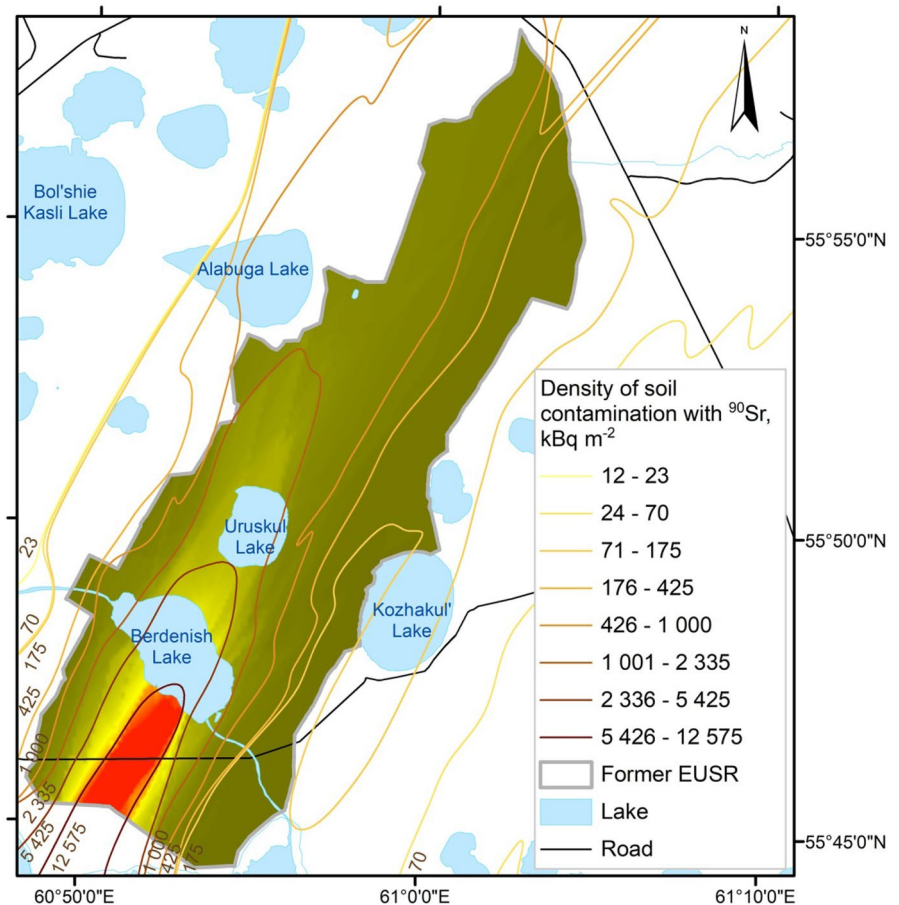 N
Bol'shie
Kasli Lake
Alabuga Lake
55°55'0"N
Density of soil
contamination with ⁹⁰Sr,
kBq m⁻²
12 - 23
24 - 70
71 - 175
176 - 425
426 - 1 000
1 001 - 2 335
2 336 - 5 425
5 426 - 12 575
Former EUSR
Lake
Road
Uruskul
Lake
55°50'0"N
23
70
175
425
1 000
2 335
5 425
12 575
Kozhakul'
Lake
Berdenish
Lake
1 000
425
175
70
55°45'0"N
60°50'0"E
61°0'0"E
61°10'0"E